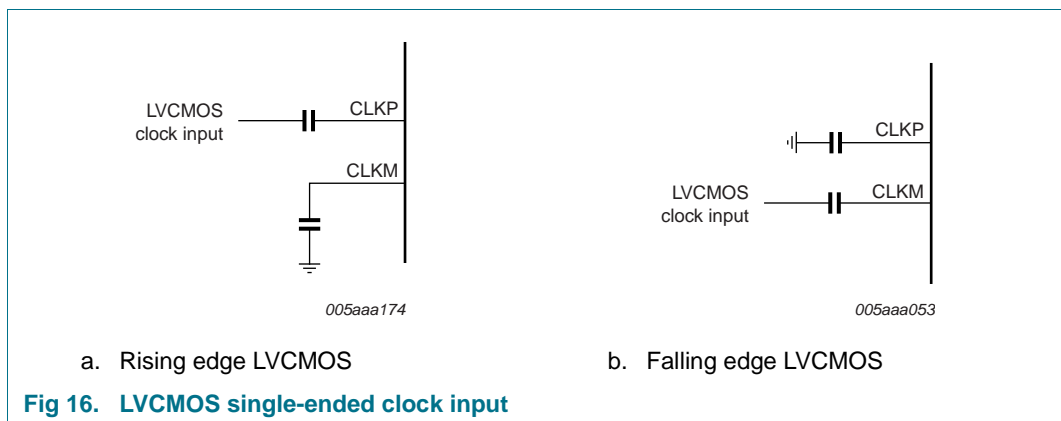 LVCMOS
clock input
CLKP
CLKM
005aaa174
a. Rising edge LVCMOS
CLKP
LVCMOS
clock input
CLKM
005aaa053
b. Falling edge LVCMOS
Fig 16. LVCMOS single-ended clock input